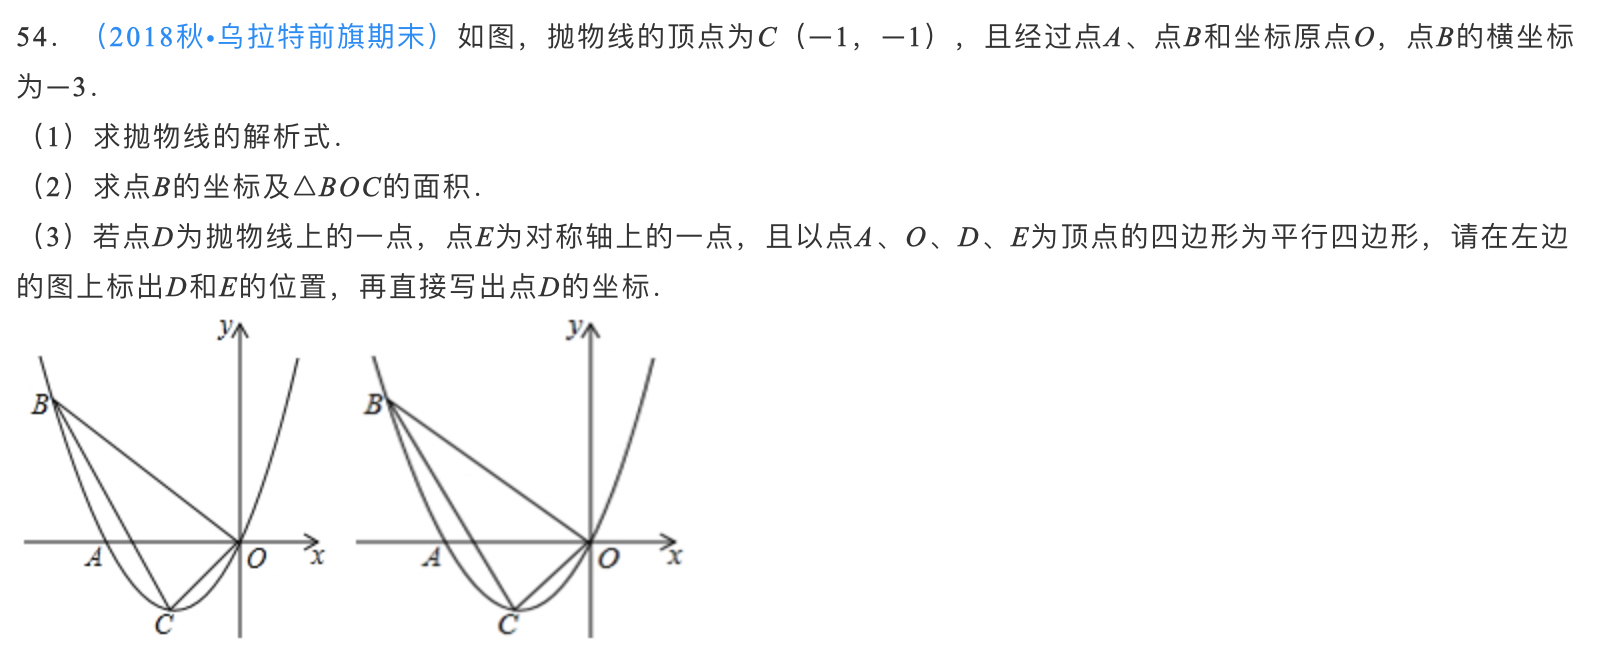 54. (2018秋•乌拉特前旗期末) 如图，抛物线的顶点为C（－1，－1），且经过点A、点B和坐标原点O，点B的横坐标
为－3.
（1）求抛物线的解析式.
（2）求点B的坐标及△BOC的面积.
（3）若点D为抛物线上的一点，点E为对称轴上的一点，且以点A、O、D、E为顶点的四边形为平行四边形，请在左边
的图上标出D和E的位置，再直接写出点D的坐标.
y y
B B
A O x A O x
C C